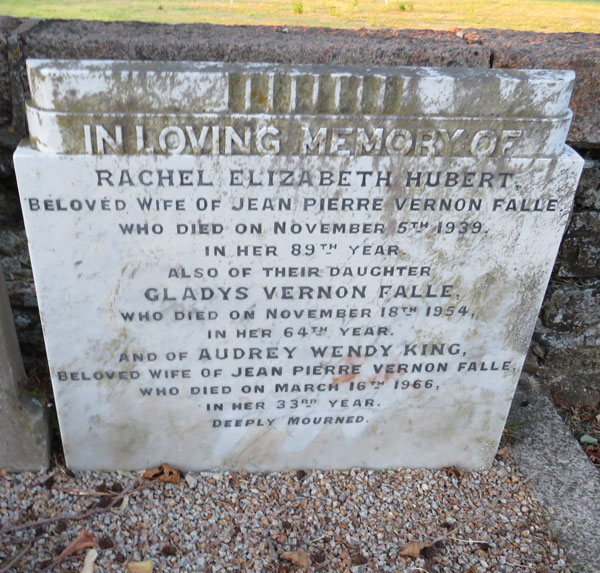 IN LOVING MEMORY OF
RACHEL ELIZABETH HUBERT,
BELOVED WIFE OF JEAN PIERRE VERNON FALLE
WHO DIED ON NOVEMBER 5TH 1939.
IN HER 89TH YEAR.
ALSO OF THEIR DAUGHTER
GLADYS VERNON FALLE,
WHO DIED ON NOVEMBER 18TH 1954,
IN HER 64TH YEAR.
AND OF AUDREY WENDY KING,
BELOVED WIFE OF JEAN PIERRE VERNON FALLE,
WHO DIED ON MARCH 16TH 1966,
IN HER 33RD YEAR.
DEEPLY MOURNED.